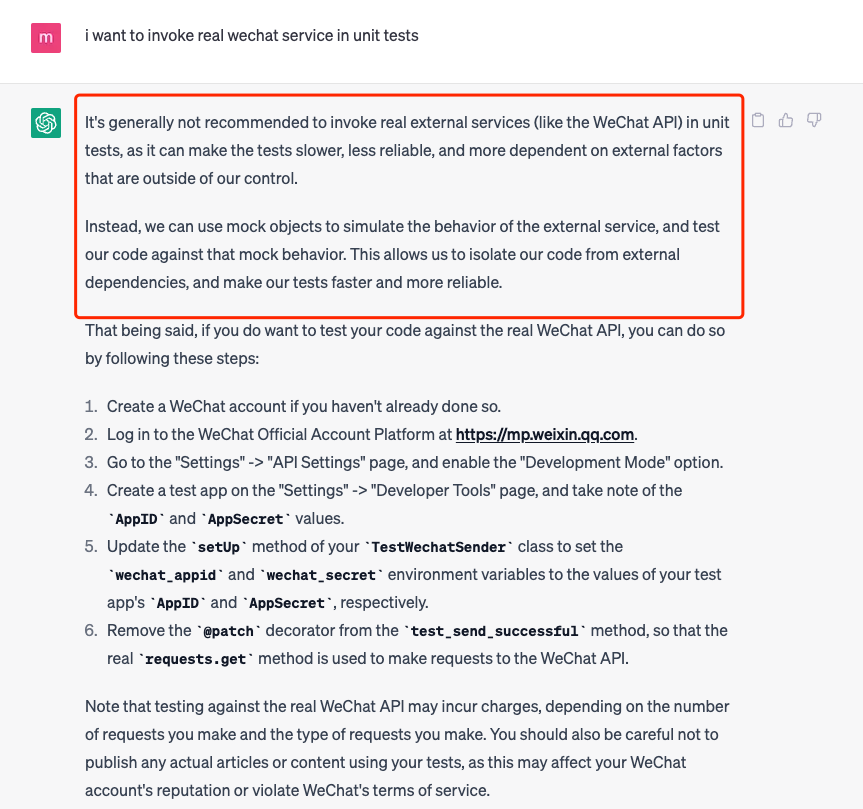 m
i want to invoke real wechat service in unit tests
It's generally not recommended to invoke real external services (like the WeChat API) in unit
tests, as it can make the tests slower, less reliable, and more dependent on external factors
that are outside of our control.
Instead, we can use mock objects to simulate the behavior of the external service, and test
our code against that mock behavior. This allows us to isolate our code from external
dependencies, and make our tests faster and more reliable.
That being said, if you do want to test your code against the real WeChat API, you can do so
by following these steps:
1. Create a WeChat account if you haven't already done so.
2. Log in to the WeChat Official Account Platform at https://mp.weixin.qq.com.
3. Go to the "Settings" -> "API Settings" page, and enable the "Development Mode" option.
4. Create a test app on the "Settings" -> "Developer Tools" page, and take note of the
`AppID` and `AppSecret` values.
5. Update the `setUp` method of your `TestWechatSender` class to set the
`wechat_appid` and `wechat_secret` environment variables to the values of your test
app's `AppID` and `AppSecret`, respectively.
6. Remove the `@patch` decorator from the `test_send_successful` method, so that the
real `requests.get` method is used to make requests to the WeChat API.
Note that testing against the real WeChat API may incur charges, depending on the number
of requests you make and the type of requests you make. You should also be careful not to
publish any actual articles or content using your tests, as this may affect your WeChat
account's reputation or violate WeChat's terms of service.